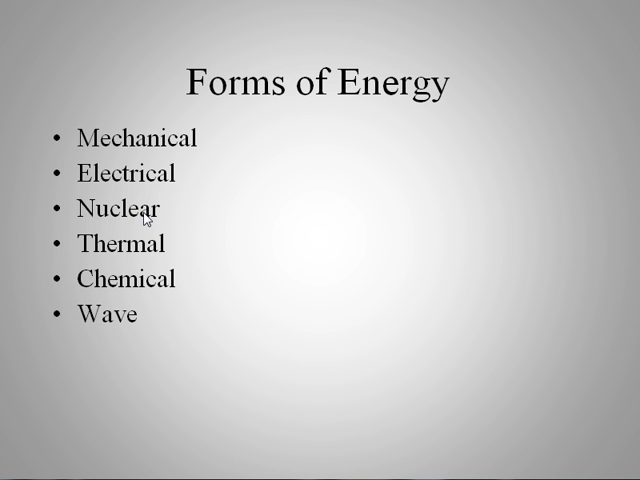 Forms of Energy
• Mechanical
• Electrical
• Nuclear
• Thermal
• Chemical
• Wave